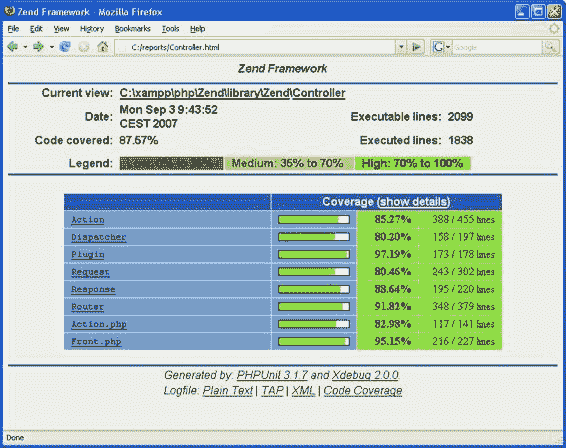 Zend Framework - Mozilla Firefox
File Edit View History Bookmarks Tools Help
C:/reports/Controller.html
Google
Zend Framework
Current view: C:\xampp\php\Zend\library\Zend\Controller
Date: Mon Sep 3 9:43:52 CEST 2007 Executable lines: 2099
Code covered: 87.57% Executed lines: 1838
Legend: Medium: 35% to 70% High: 70% to 100%
Coverage (show details)
Action 85.27% 388 / 455 lines
Dispatcher 80.20% 158 / 197 lines
Plugin 97.19% 173 / 178 lines
Request 80.46% 243 / 302 lines
Response 88.64% 195 / 220 lines
Router 91.82% 348 / 379 lines
Action.php 82.98% 117 / 141 lines
Front.php 95.15% 216 / 227 lines
Generated by: PHPUnit 3.1.7 and Xdebug 2.0.0
Logfile: Plain Text | TAP | XML | Code Coverage
Done